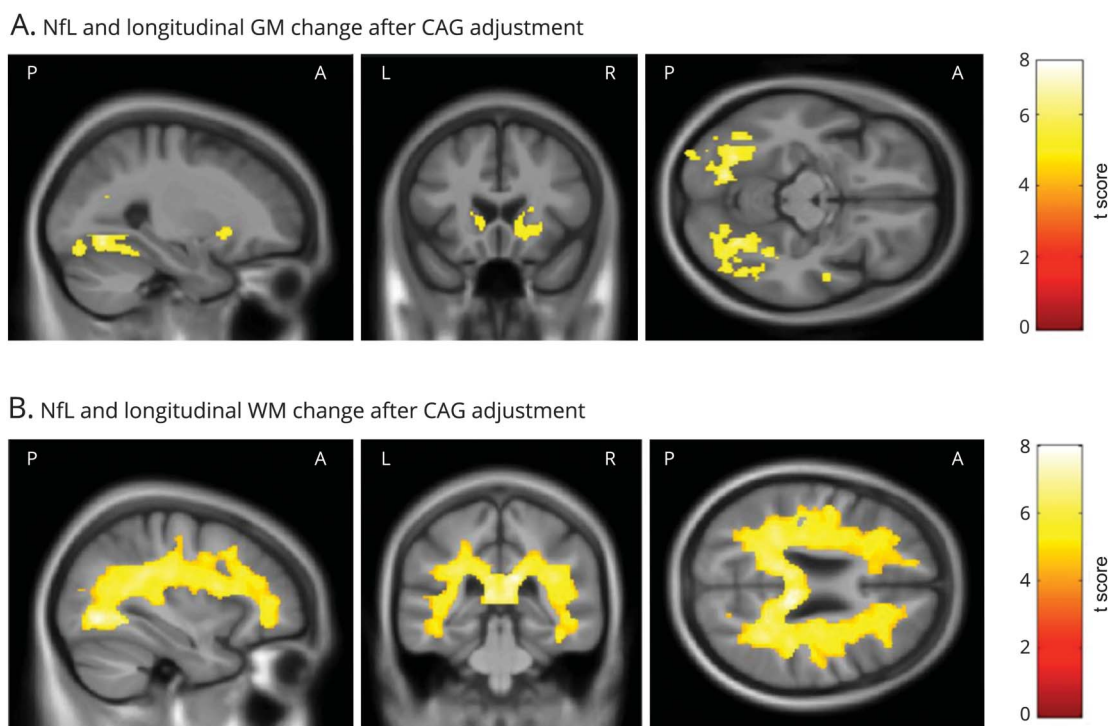 A. NfL and longitudinal GM change after CAG adjustment
P A L R P A
8
6
4
2
0
t score
B. NfL and longitudinal WM change after CAG adjustment
P A L R P A
8
6
4
2
0
t score